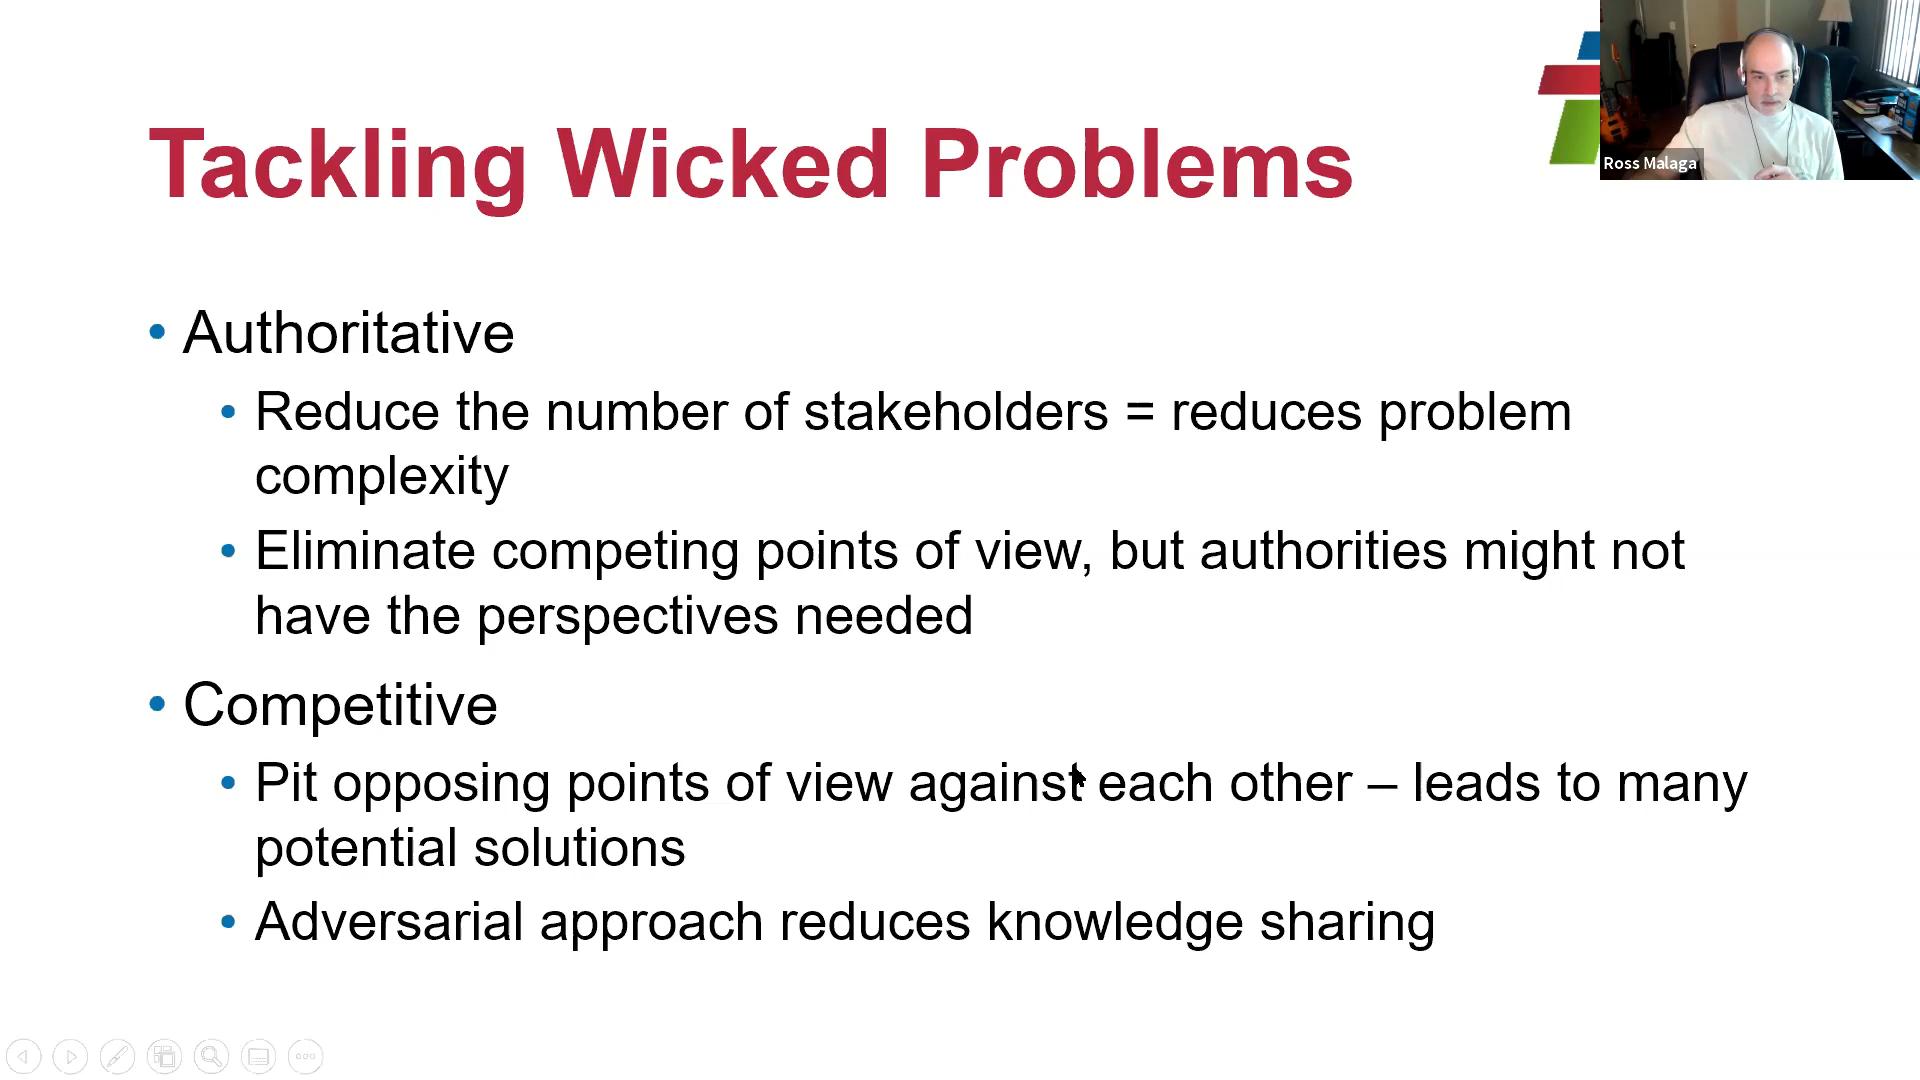 Tackling Wicked Problems
Ross Malaga
• Authoritative
• Reduce the number of stakeholders = reduces problem
complexity
• Eliminate competing points of view, but authorities might not
have the perspectives needed
• Competitive
• Pit opposing points of view against each other – leads to many
potential solutions
• Adversarial approach reduces knowledge sharing